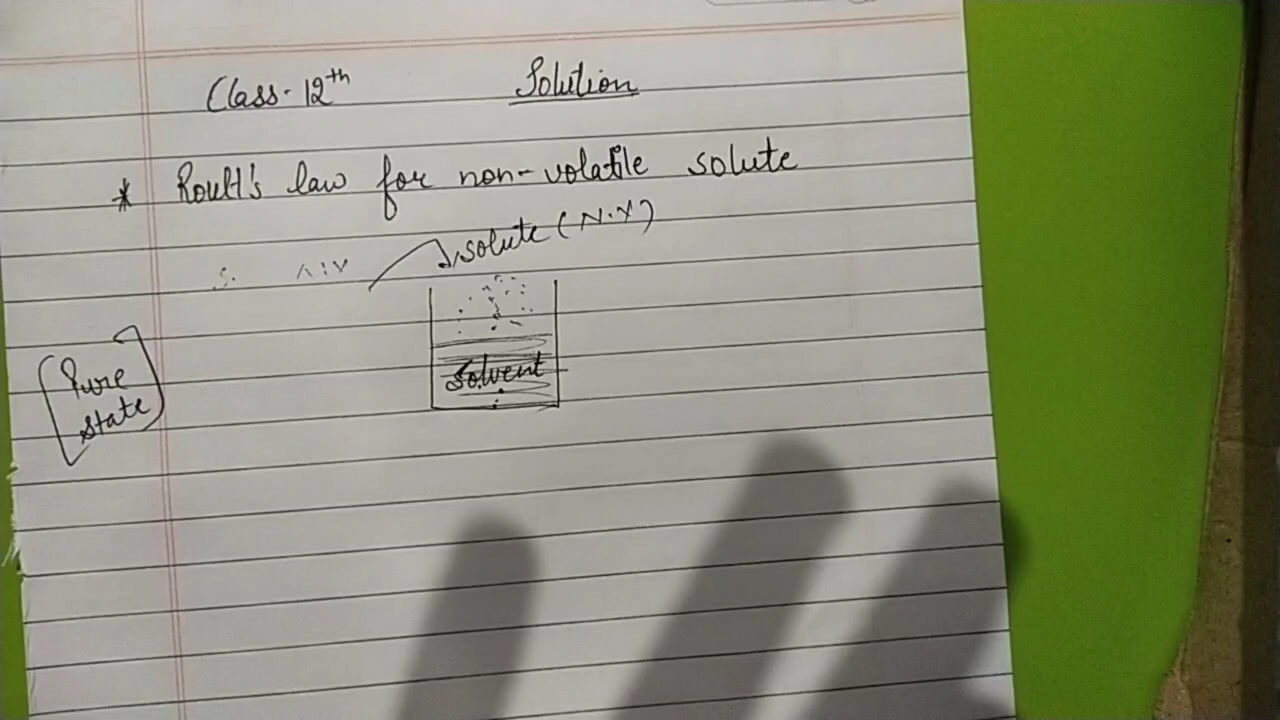 Class- 12th Solution
* Roult's law for non-volatile solute
solute (N.V)
Pure
state
Solvent